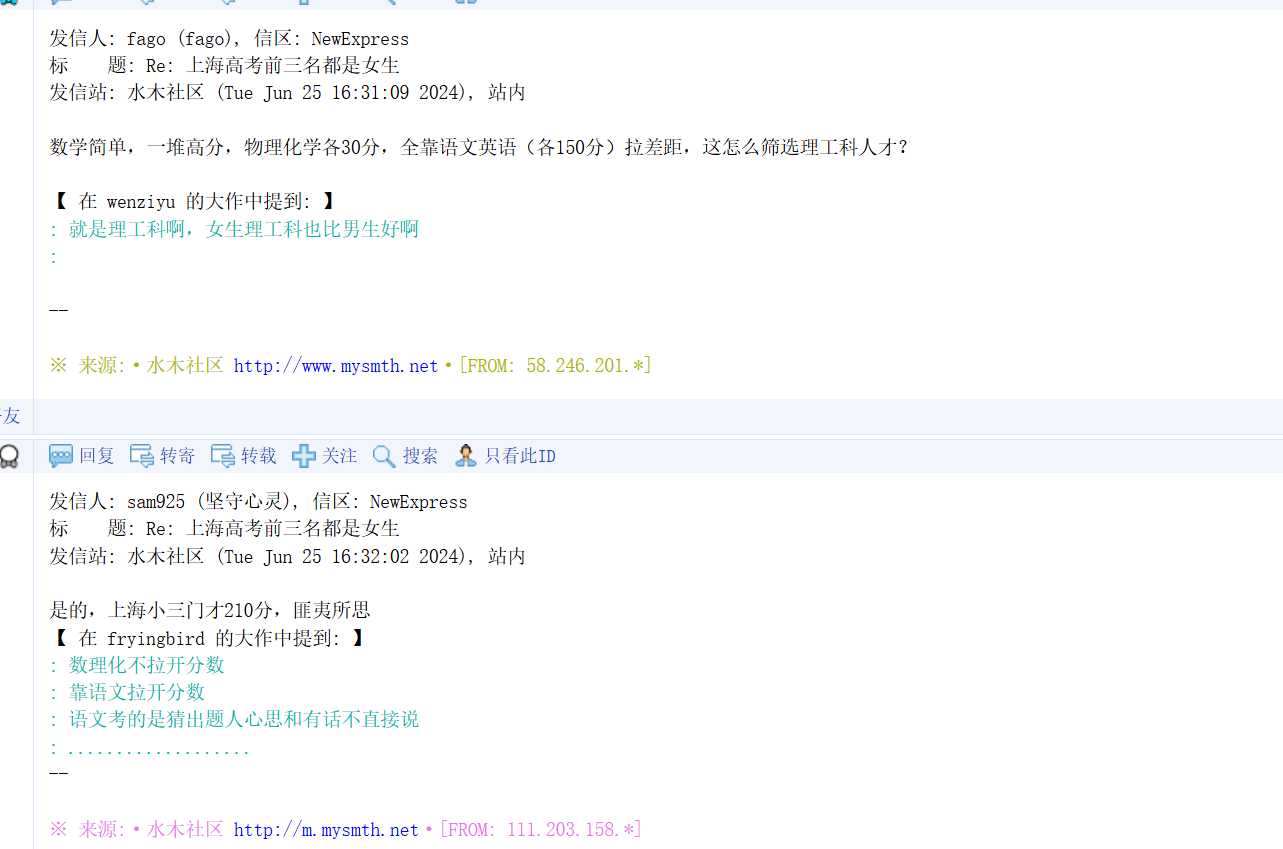 发信人: fago (fago), 信区: NewExpress
标    题: Re: 上海高考前三名都是女生
发信站: 水木社区 (Tue Jun 25 16:31:09 2024), 站内
数学简单，一堆高分，物理化学各30分，全靠语文英语（各150分）拉差距，这怎么筛选理工科人才？
【 在 wenziyu 的大作中提到: 】
: 就是理工科啊，女生理工科也比男生好啊
:
--
※ 来源:·水木社区 http://www.mysmth.net·[FROM: 58.246.201.*]
友
回复 转寄 转载 关注 搜索 只看此ID
发信人: sam925 (坚守心灵), 信区: NewExpress
标    题: Re: 上海高考前三名都是女生
发信站: 水木社区 (Tue Jun 25 16:32:02 2024), 站内
是的，上海小三门才210分，匪夷所思
【 在 fryingbird 的大作中提到: 】
: 数理化不拉开分数
: 靠语文拉开分数
: 语文考的是猜出题人心思和有话不直接说
: ...................
--
※ 来源:·水木社区 http://m.mysmth.net·[FROM: 111.203.158.*]